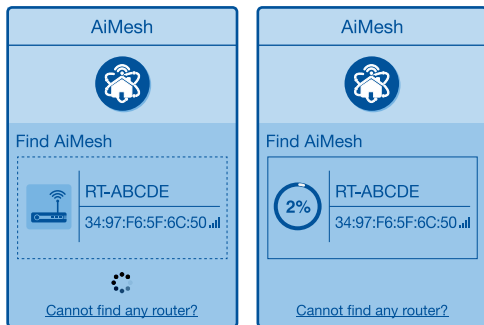 AiMesh
Find AiMesh
RT-ABCDE
34:97:F6:5F:6C:50
Cannot find any router?
AiMesh
Find AiMesh
2%
RT-ABCDE
34:97:F6:5F:6C:50
Cannot find any router?